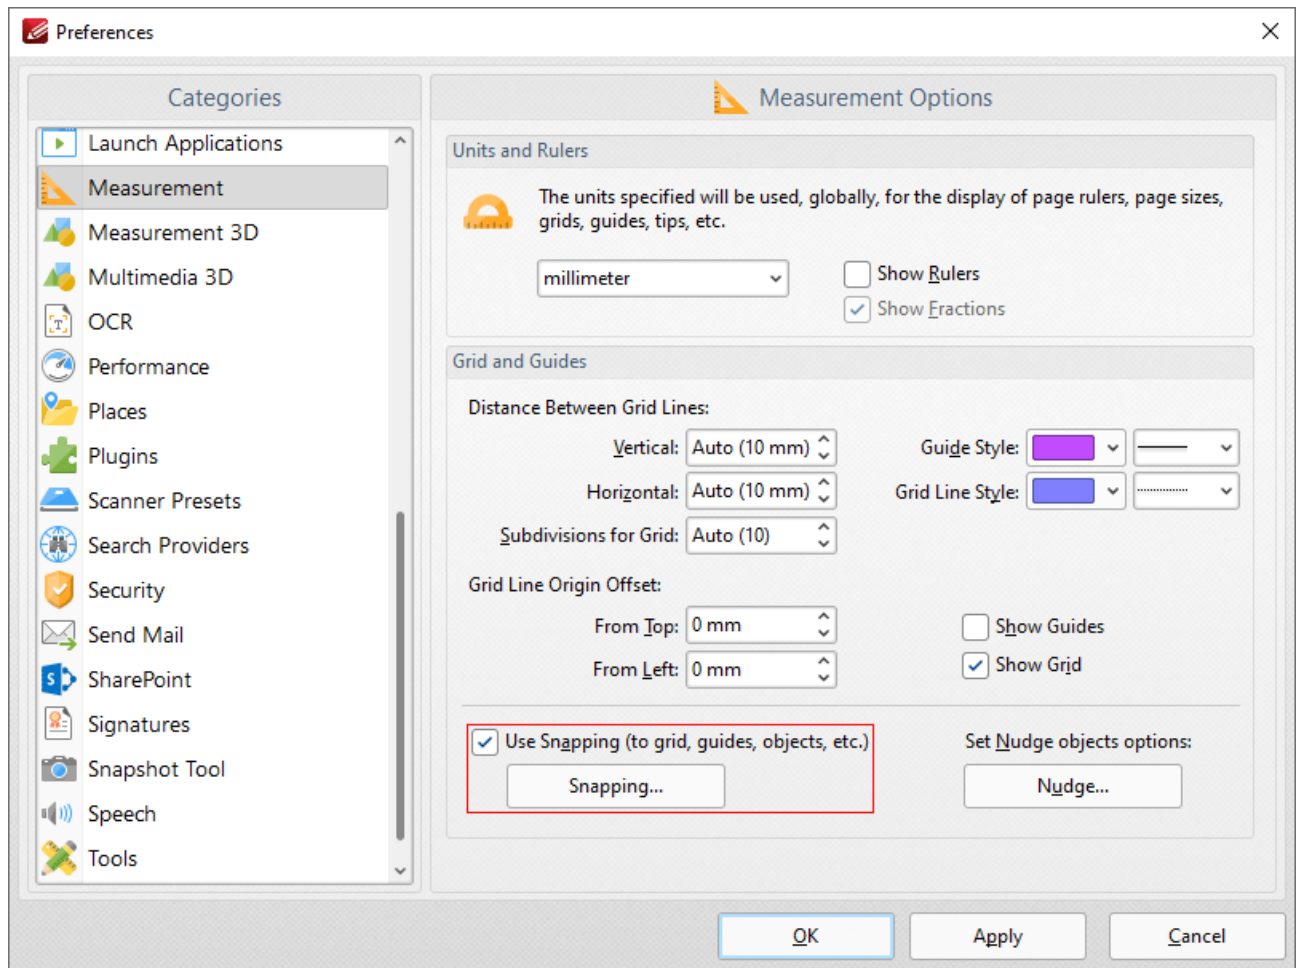 Preferences
Categories
Launch Applications
Measurement
Measurement 3D
Multimedia 3D
OCR
Performance
Places
Plugins
Scanner Presets
Search Providers
Security
Send Mail
SharePoint
Signatures
Snapshot Tool
Speech
Tools
Measurement Options
Units and Rulers
The units specified will be used, globally, for the display of page rulers, page sizes,
grids, guides, tips, etc.
millimeter
Show Rulers
Show Fractions
Grid and Guides
Distance Between Grid Lines:
Vertical: Auto (10 mm)
Guide Style:
Horizontal: Auto (10 mm)
Grid Line Style:
Subdivisions for Grid: Auto (10)
Grid Line Origin Offset:
From Top: 0 mm
Show Guides
From Left: 0 mm
Show Grid
Use Snapping (to grid, guides, objects, etc.)
Set Nudge objects options:
Snapping...
Nudge...
OK
Apply
Cancel